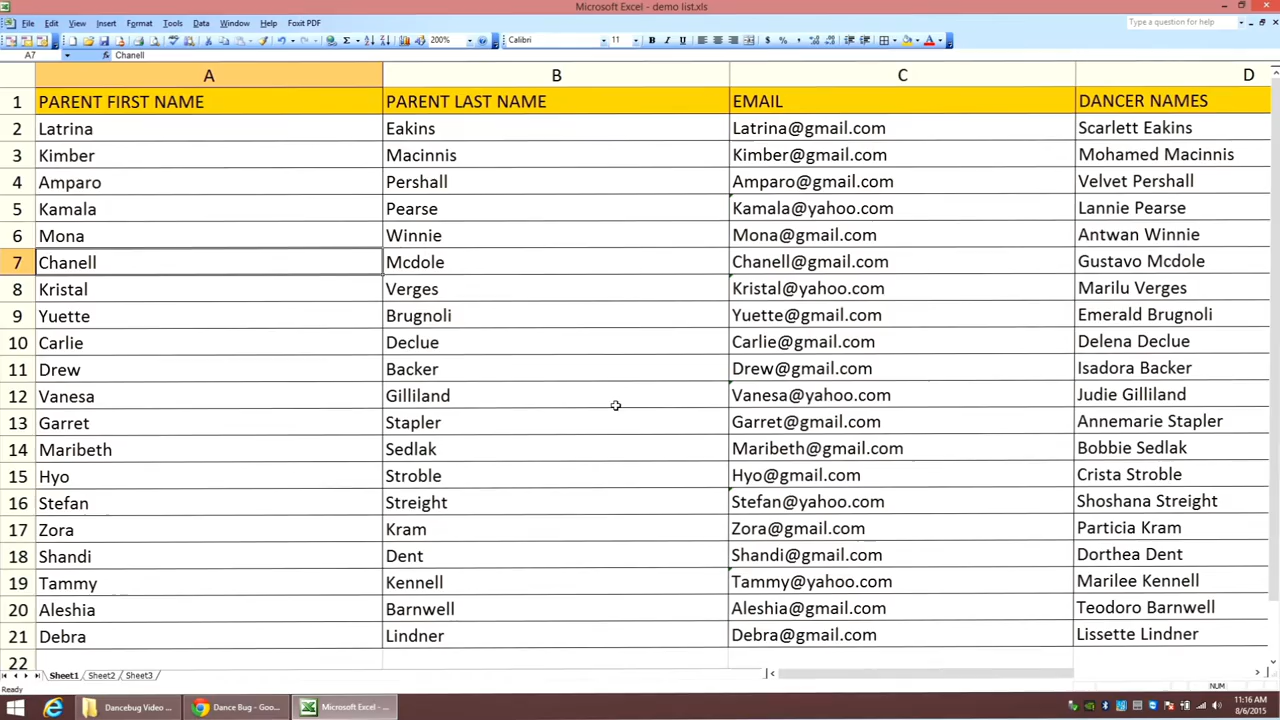 Microsoft Excel - demo list.xls
File Edit View Insert Format Tools Data Window Help Foxit PDF
Type a question for help
200% Calibri 11 B I U
A7 fx Chanell
A B C D
1 PARENT FIRST NAME PARENT LAST NAME EMAIL DANCER NAMES
2 Latrina Eakins Latrina@gmail.com Scarlett Eakins
3 Kimber Macinnis Kimber@gmail.com Mohamed Macinnis
4 Amparo Pershall Amparo@gmail.com Velvet Pershall
5 Kamala Pearse Kamala@yahoo.com Lannie Pearse
6 Mona Winnie Mona@gmail.com Antwan Winnie
7 Chanell Mcdole Chanell@gmail.com Gustavo Mcdole
8 Kristal Verges Kristal@yahoo.com Marilu Verges
9 Yuette Brugnoli Yuette@gmail.com Emerald Brugnoli
10 Carlie Declue Carlie@gmail.com Delena Declue
11 Drew Backer Drew@gmail.com Isadora Backer
12 Vanesa Gilliland Vanesa@yahoo.com Judie Gilliland
13 Garret Stapler Garret@gmail.com Annemarie Stapler
14 Maribeth Sedlak Maribeth@gmail.com Bobbie Sedlak
15 Hyo Stroble Hyo@gmail.com Crista Stroble
16 Stefan Streight Stefan@yahoo.com Shoshana Streight
17 Zora Kram Zora@gmail.com Particia Kram
18 Shandi Dent Shandi@gmail.com Dorthea Dent
19 Tammy Kennell Tammy@yahoo.com Marilee Kennell
20 Aleshia Barnwell Aleshia@gmail.com Teodoro Barnwell
21 Debra Lindner Debra@gmail.com Lissette Lindner
22
Sheet1 Sheet2 Sheet3
Ready NUM
Dancebug Video ... Dance Bug - Goo... Microsoft Excel - ... 11:16 AM
8/6/2015